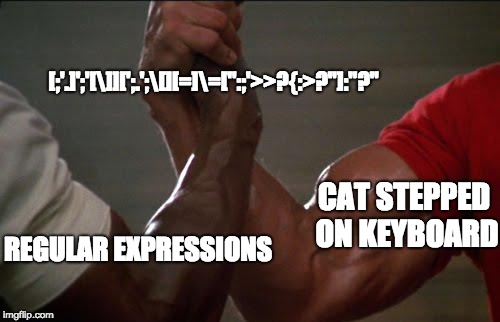 [;'.]';'[\]][';.';\[][=]\=[":;'>>?{:>?"}:"?"
CAT STEPPED
ON KEYBOARD
REGULAR EXPRESSIONS
imgflip.com